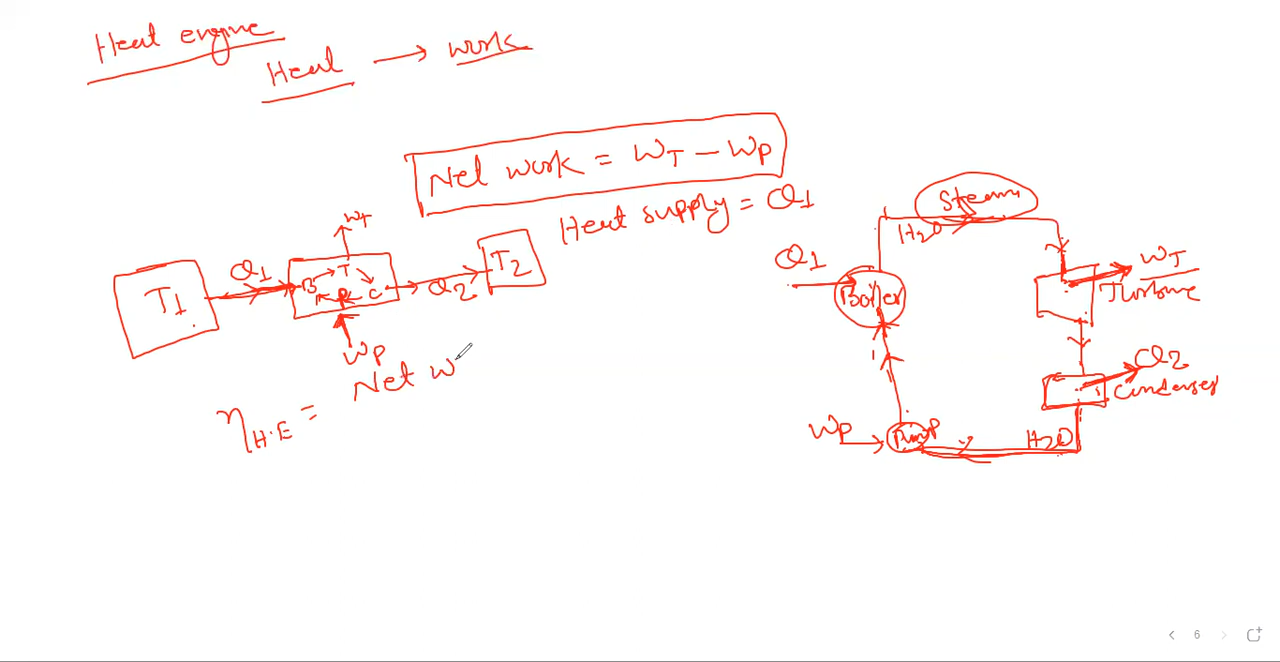 Heat engine
Heat → work
Net work = WT - WP
Heat supply = Q1
WT
T1
Q1
B T C P
Q2
T2
WP
ηH.E =
Net w
Steam
H2O
Q1
Boiler
WT
Turbine
Q2
Condenser
H2O
WP
Pump
6